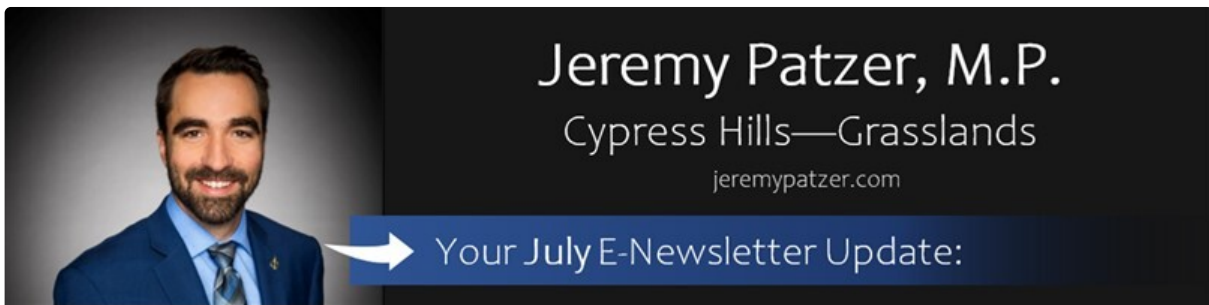 Jeremy Patzer, M.P.
Cypress Hills—Grasslands
jeremypatzer.com
Your July E-Newsletter Update: